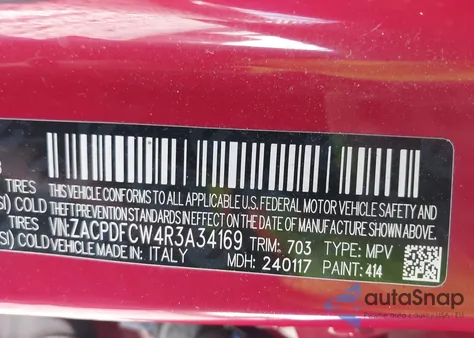 3
TIRES THIS VEHICLE CONFORMS TO ALL APPLICABLE U.S. FEDERAL MOTOR VEHICLE SAFETY AND
SI) COLD THEFT PREVENTION STANDARDS IN EFFECT ON THE DATE OF MANUFACTURE SHOWN ABOVE.
TIRES VIN:ZACPDFCW4R3A34169 TRIM: 703 TYPE: MPV
SI) COLD VEHICLE MADE IN: ITALY MDH: 240117 PAINT: 414
autoSnap